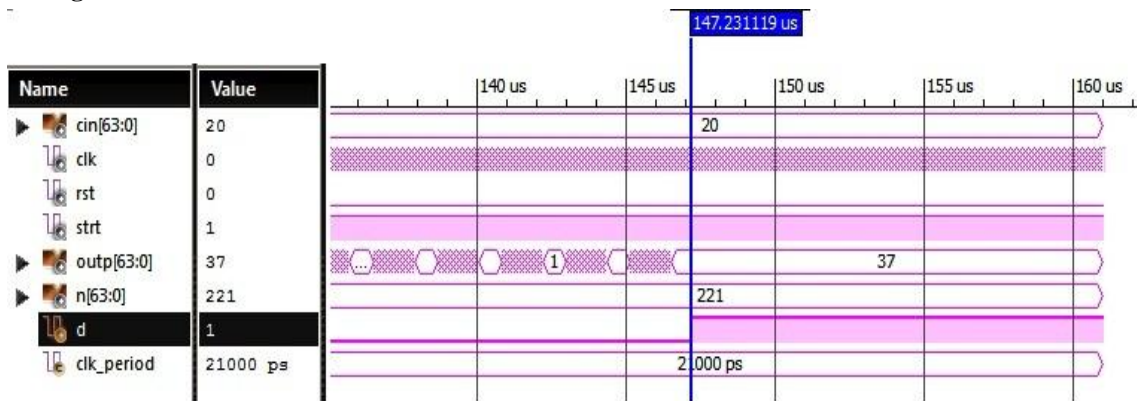 147.231119 us
Name Value 140 us 145 us 150 us 155 us 160 us
cin[63:0] 20 20
clk 0
rst 0
strt 1
outp[63:0] 37 ... 1 37
n[63:0] 221 221
d 1
clk_period 21000 ps 21000 ps